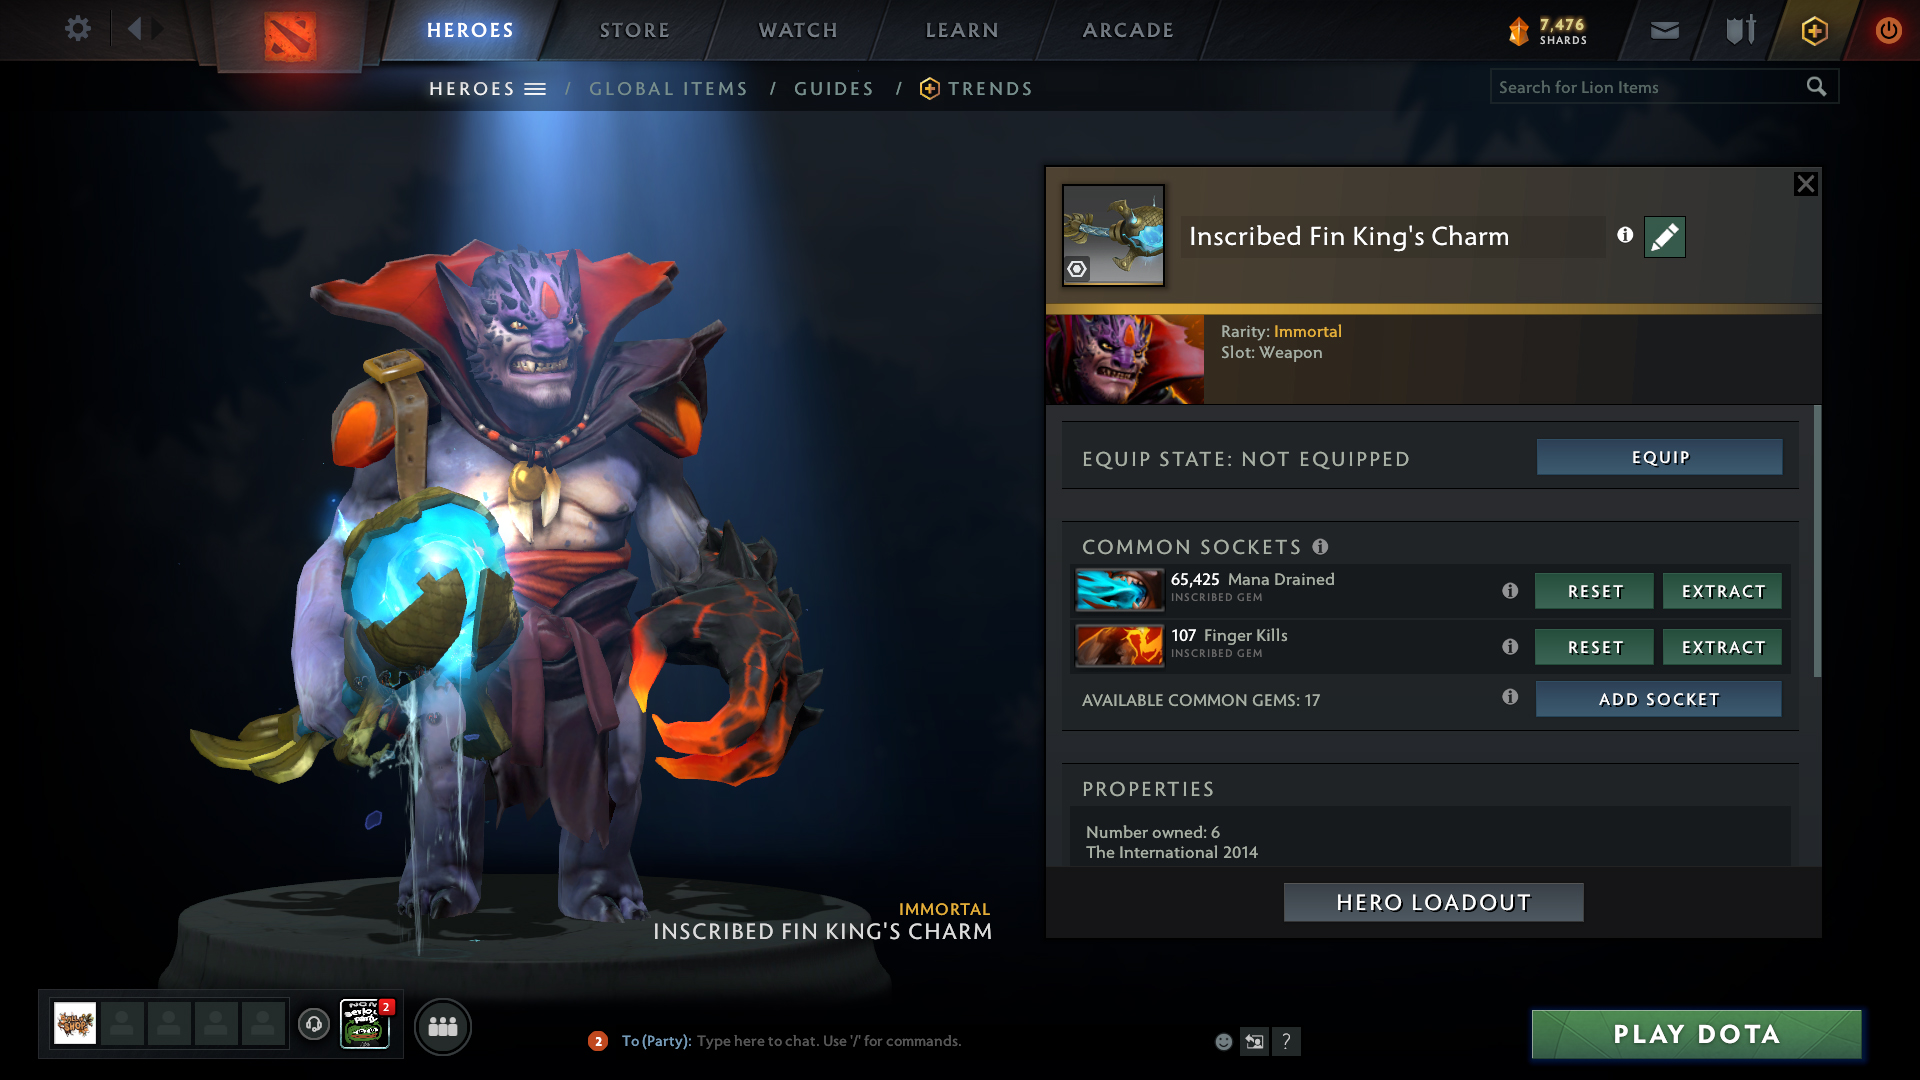 HEROES
STORE
WATCH
LEARN
ARCADE
7,476
SHARDS
HEROES / GLOBAL ITEMS / GUIDES / TRENDS
Search for Lion Items
Inscribed Fin King's Charm
Rarity: Immortal
Slot: Weapon
EQUIP STATE: NOT EQUIPPED
EQUIP
COMMON SOCKETS
65,425 Mana Drained
INSCRIBED GEM
RESET
EXTRACT
107 Finger Kills
INSCRIBED GEM
RESET
EXTRACT
AVAILABLE COMMON GEMS: 17
ADD SOCKET
PROPERTIES
Number owned: 6
The International 2014
HERO LOADOUT
IMMORTAL
INSCRIBED FIN KING'S CHARM
2
2
To (Party): Type here to chat. Use '/' for commands.
?
PLAY DOTA